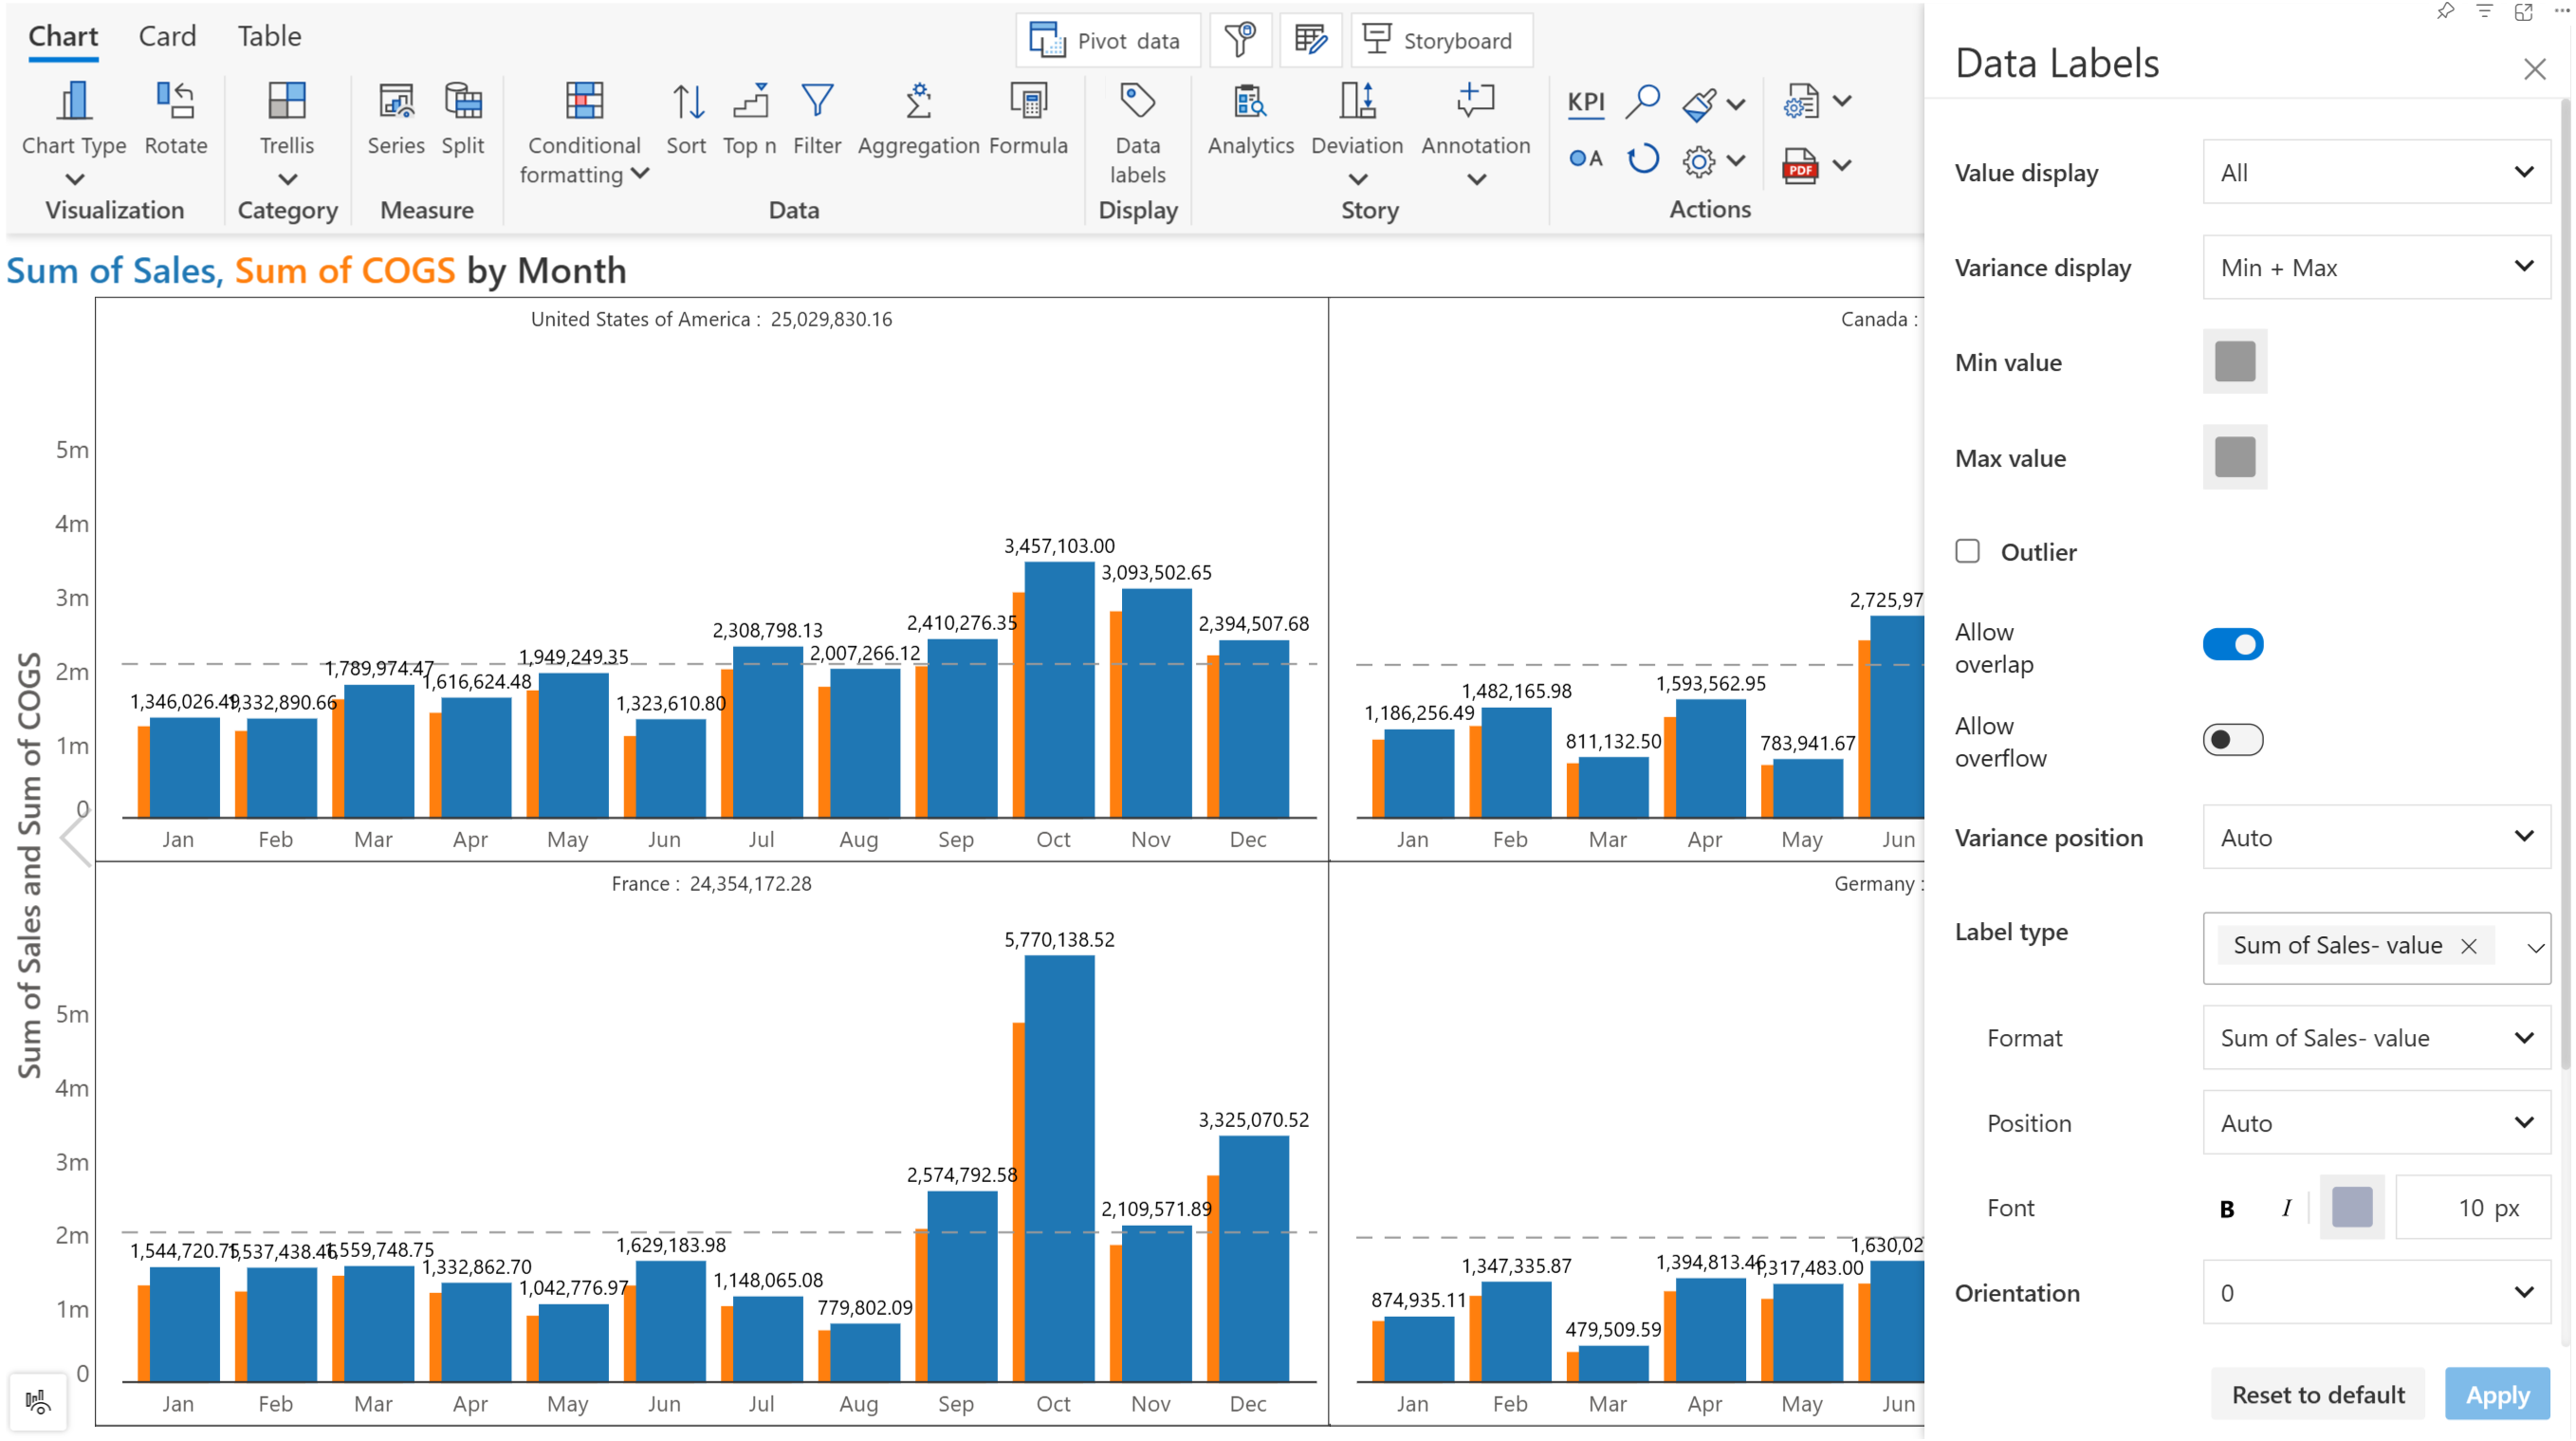 Chart Card Table
Pivot data
Storyboard
Chart Type Rotate Trellis Series Split Conditional formatting Sort Top n Filter Aggregation Formula Data labels Analytics Deviation Annotation KPI A PDF
Visualization Category Measure Data Display Story Actions
Sum of Sales, Sum of COGS by Month
Sum of Sales and Sum of COGS
United States of America : 25,029,830.16
5m
4m
3m
2m
1m
0
3,457,103.00
3,093,502.65
2,308,798.13 2,410,276.35 2,394,507.68
1,789,974.47 1,949,249.35 2,007,266.12
1,616,624.48
1,346,026.49 1,332,890.66 1,323,610.80
Jan Feb Mar Apr May Jun Jul Aug Sep Oct Nov Dec
Canada :
2,725,97
1,186,256.49 1,482,165.98 811,132.50 1,593,562.95 783,941.67
Jan Feb Mar Apr May Jun
France : 24,354,172.28
5m
4m
3m
2m
1m
0
5,770,138.52
3,325,070.52
2,574,792.58
2,109,571.89
1,544,720.75 1,537,438.46 1,559,748.75 1,332,862.70 1,042,776.97 1,629,183.98 1,148,065.08 779,802.09
Jan Feb Mar Apr May Jun Jul Aug Sep Oct Nov Dec
Germany :
874,935.11 1,347,335.87 479,509.59 1,394,813.46 1,317,483.00 1,630,02
Jan Feb Mar Apr May Jun
Data Labels
Value display All
Variance display Min + Max
Min value
Max value
Outlier
Allow
overlap
Allow
overflow
Variance position Auto
Label type Sum of Sales- value
Format Sum of Sales- value
Position Auto
Font B I 10 px
Orientation 0
Reset to default Apply